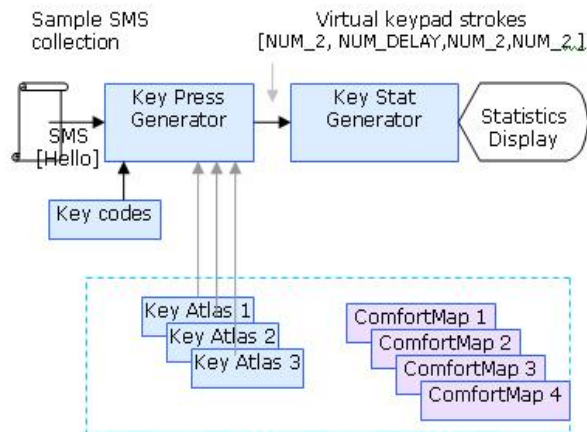 Sample SMS
collection
Virtual keypad strokes
[NUM_2, NUM_DELAY,NUM_2,NUM_2,]
Key Press
Generator
Key Stat
Generator
Statistics
Display
SMS
[Hello]
Key codes
Key Atlas 1
Key Atlas 2
Key Atlas 3
ComfortMap 1
ComfortMap 2
ComfortMap 3
ComfortMap 4